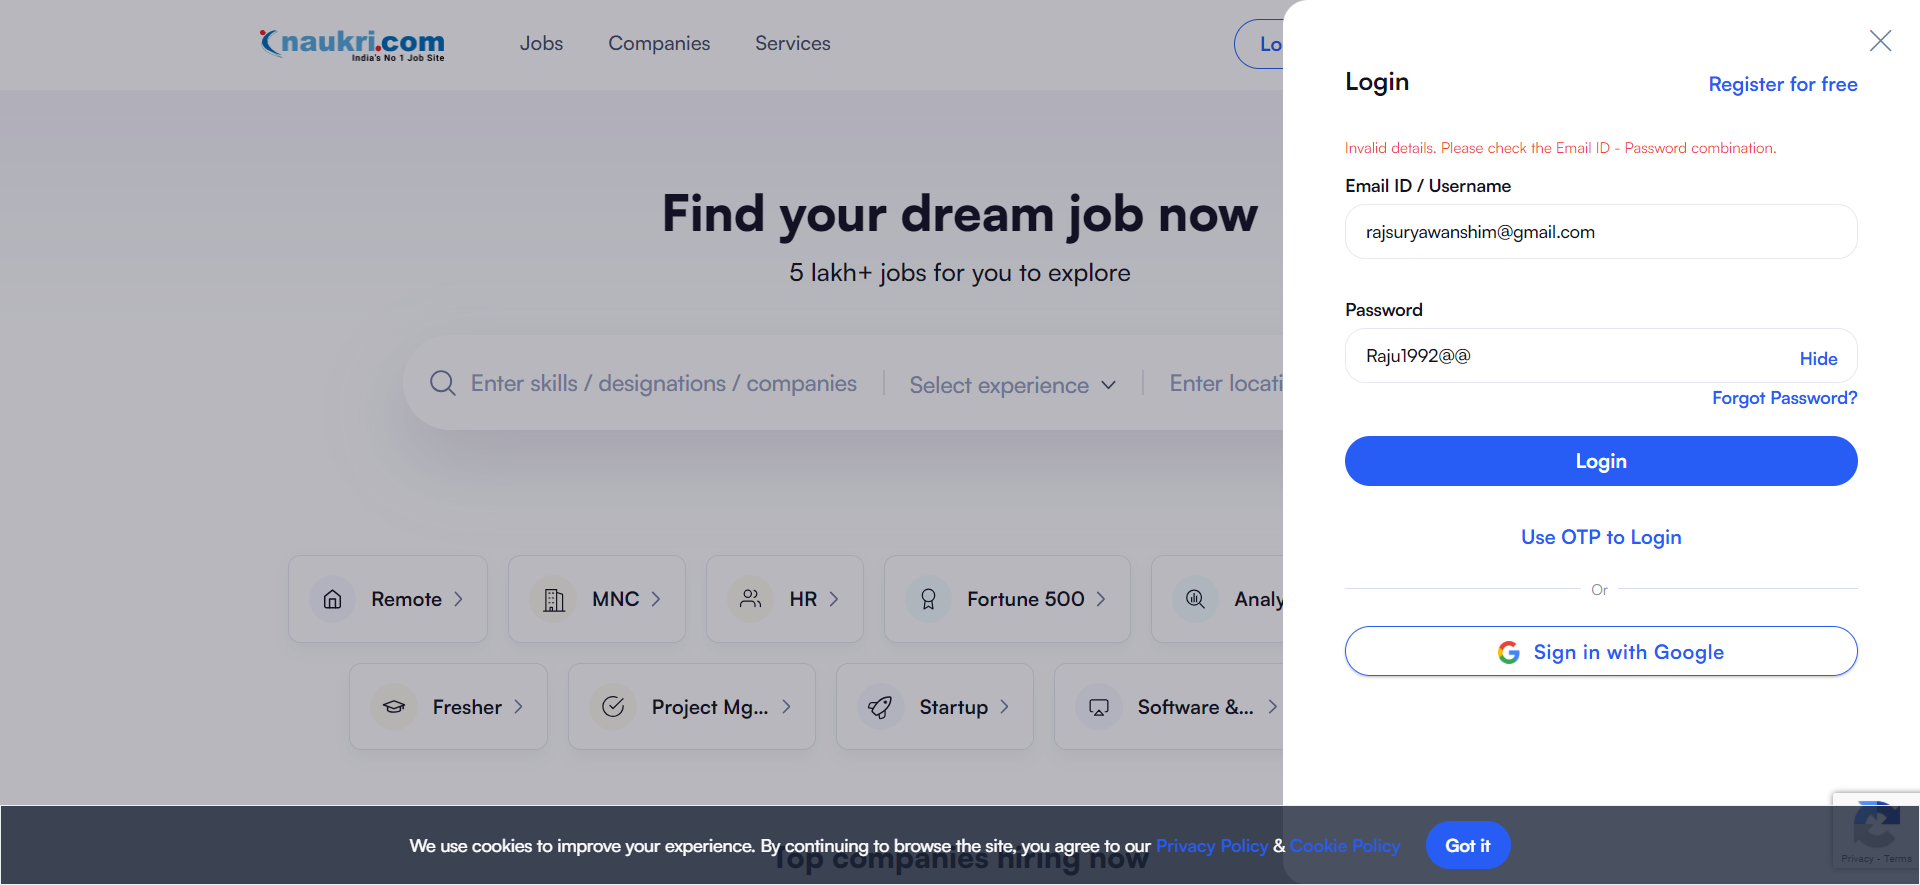 naukri.com
India's No 1 Job Site
Jobs
Companies
Services
Lo
Find your dream job now
5 lakh+ jobs for you to explore
Enter skills / designations / companies
Select experience
Enter locati
Remote
MNC
HR
Fortune 500
Analy
Fresher
Project Mg...
Startup
Software &...
Top companies hiring now
Login
Register for free
Invalid details. Please check the Email ID - Password combination.
Email ID / Username
rajsuryawanshim@gmail.com
Password
Raju1992@@
Hide
Forgot Password?
Login
Use OTP to Login
Or
Sign in with Google
We use cookies to improve your experience. By continuing to browse the site, you agree to our Privacy Policy & Cookie Policy
Got it
Privacy - Terms